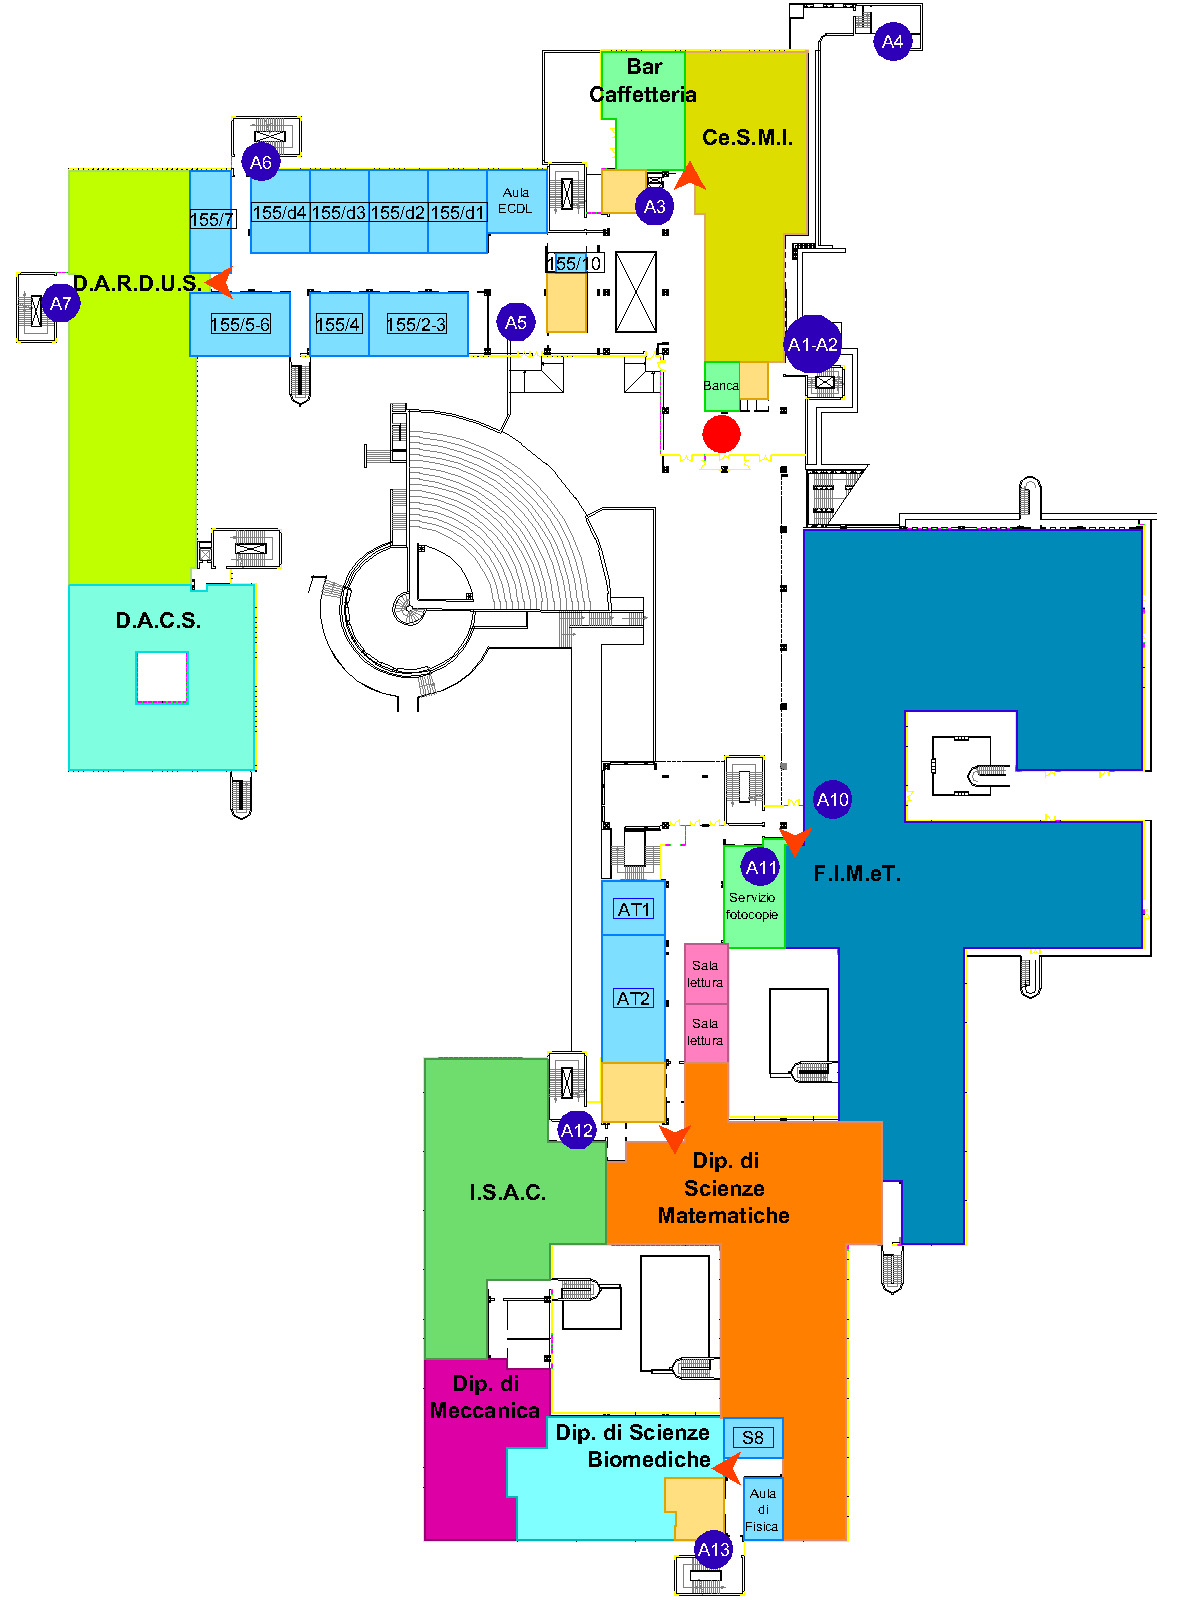 Bar
Caffetteria
A4
Ce.S.M.I.
A6
Aula
ECDL
155/7
155/d4
155/d3
155/d2
155/d1
A3
155/10
D.A.R.D.U.S.
A7
155/5-6
155/4
155/2-3
A5
A1-A2
Banca
D.A.C.S.
A10
A11
F.I.M.eT.
Servizio
fotocopie
AT1
Sala
lettura
AT2
Sala
lettura
A12
Dip. di
Scienze
Matematiche
I.S.A.C.
Dip. di
Meccanica
Dip. di Scienze
Biomediche
S8
Aula
di
Fisica
A13